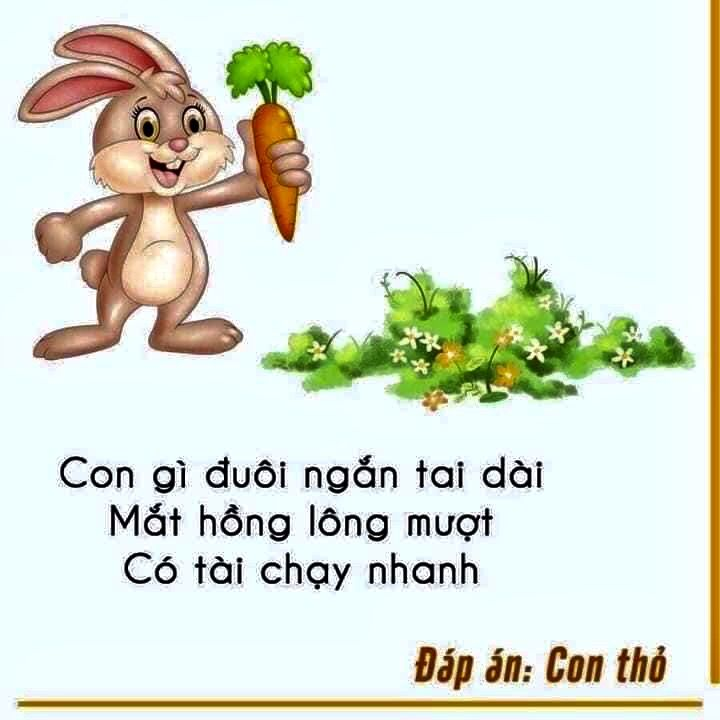 Con gì đuôi ngắn tai dài
Mắt hồng lông mượt
Có tài chạy nhanh
Đáp án: Con thỏ